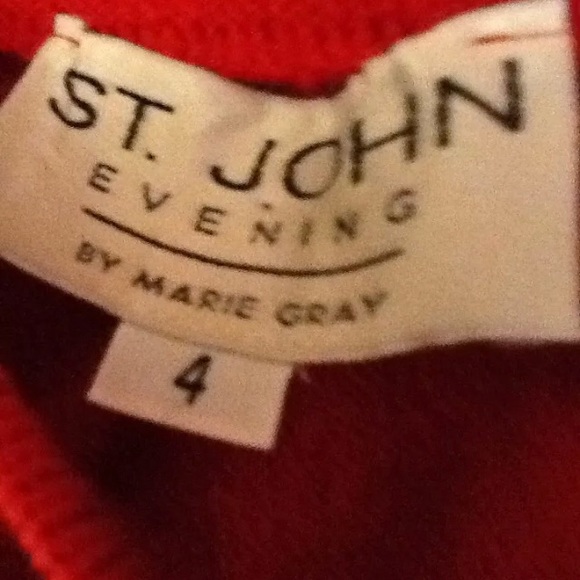 ST. JOHN
EVENING
BY MARIE GRAY
4